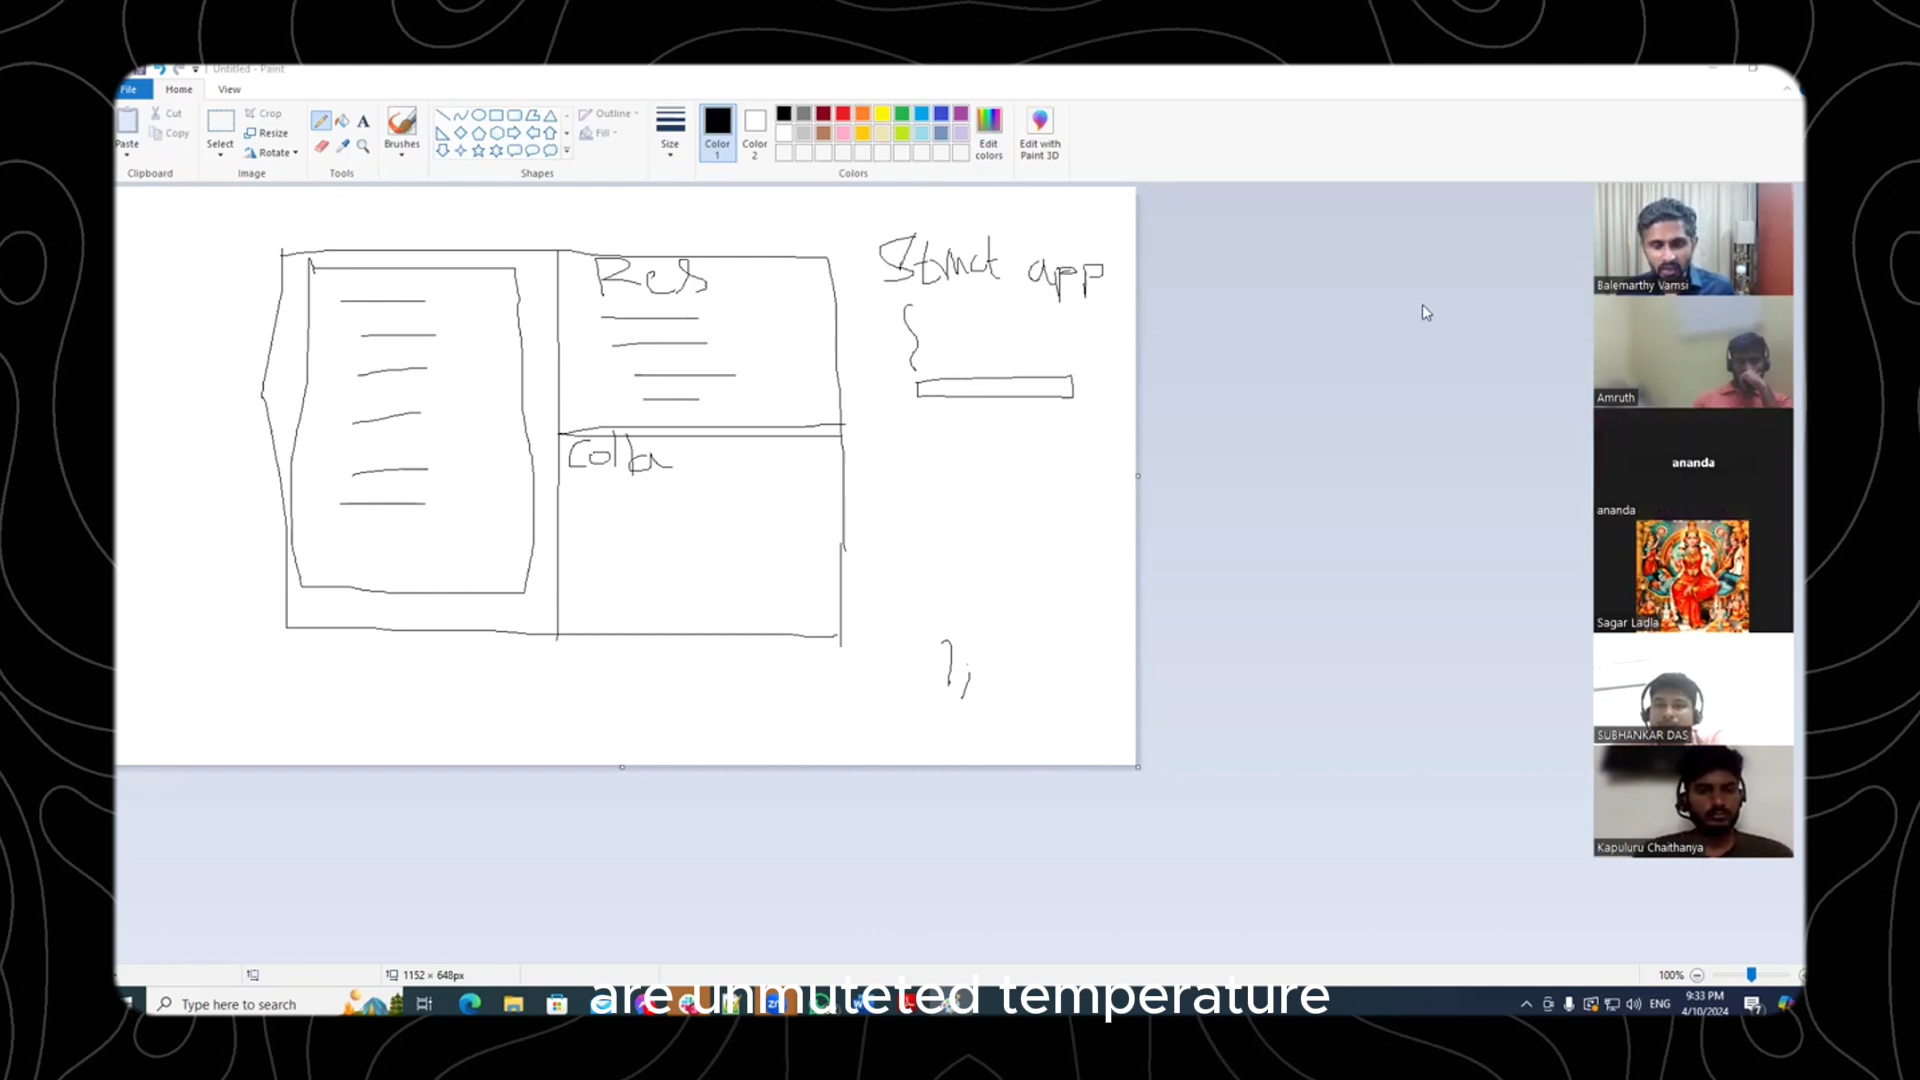 Untitled - Paint
File Home View
Cut
Copy
Paste
Clipboard
Crop
Resize
Rotate
Select
Image
Tools
Brushes
Shapes
Outline
Fill
Size
Color 1
Color 2
Colors
Edit colors
Edit with Paint 3D
Res
Colla
Struct app
{
};
Balemarthy Vamsi
Amruth
ananda
ananda
Sagar Ladla
SUBHANKAR DAS
Kapuluru Chaithanya
1152 × 648px
100%
are unmuteted temperature
Type here to search
ENG
9:33 PM
4/10/2024
7